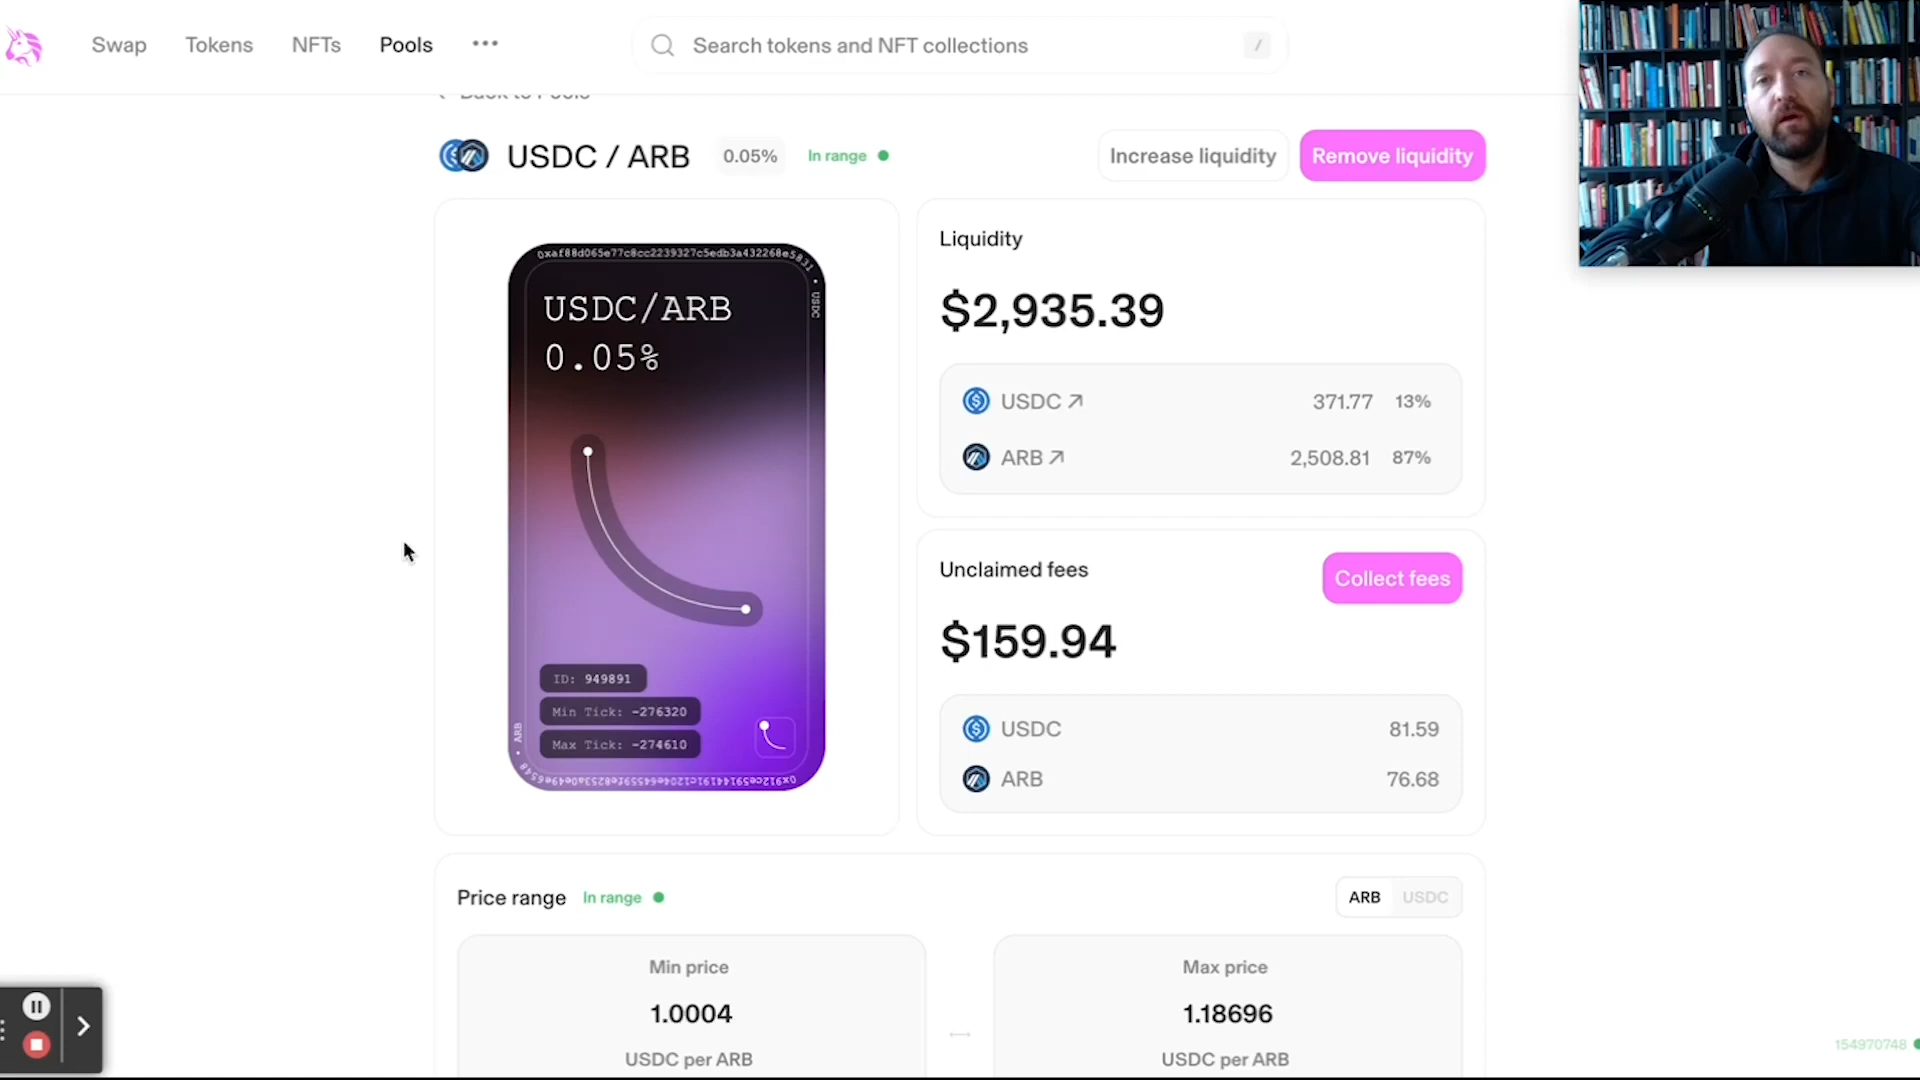 Swap
Tokens
NFTs
Pools
Search tokens and NFT collections
/
USDC / ARB
0.05%
In range
Increase liquidity
Remove liquidity
USDC/ARB
0.05%
USDC
ID: 949891
Min Tick: -276320
Max Tick: -274610
ARB
Liquidity
$2,935.39
USDC ↗ 371.77 13%
ARB ↗ 2,508.81 87%
Unclaimed fees
Collect fees
$159.94
USDC 81.59
ARB 76.68
Price range
In range
ARB USDC
Min price
1.0004
USDC per ARB
Max price
1.18696
USDC per ARB
154970748